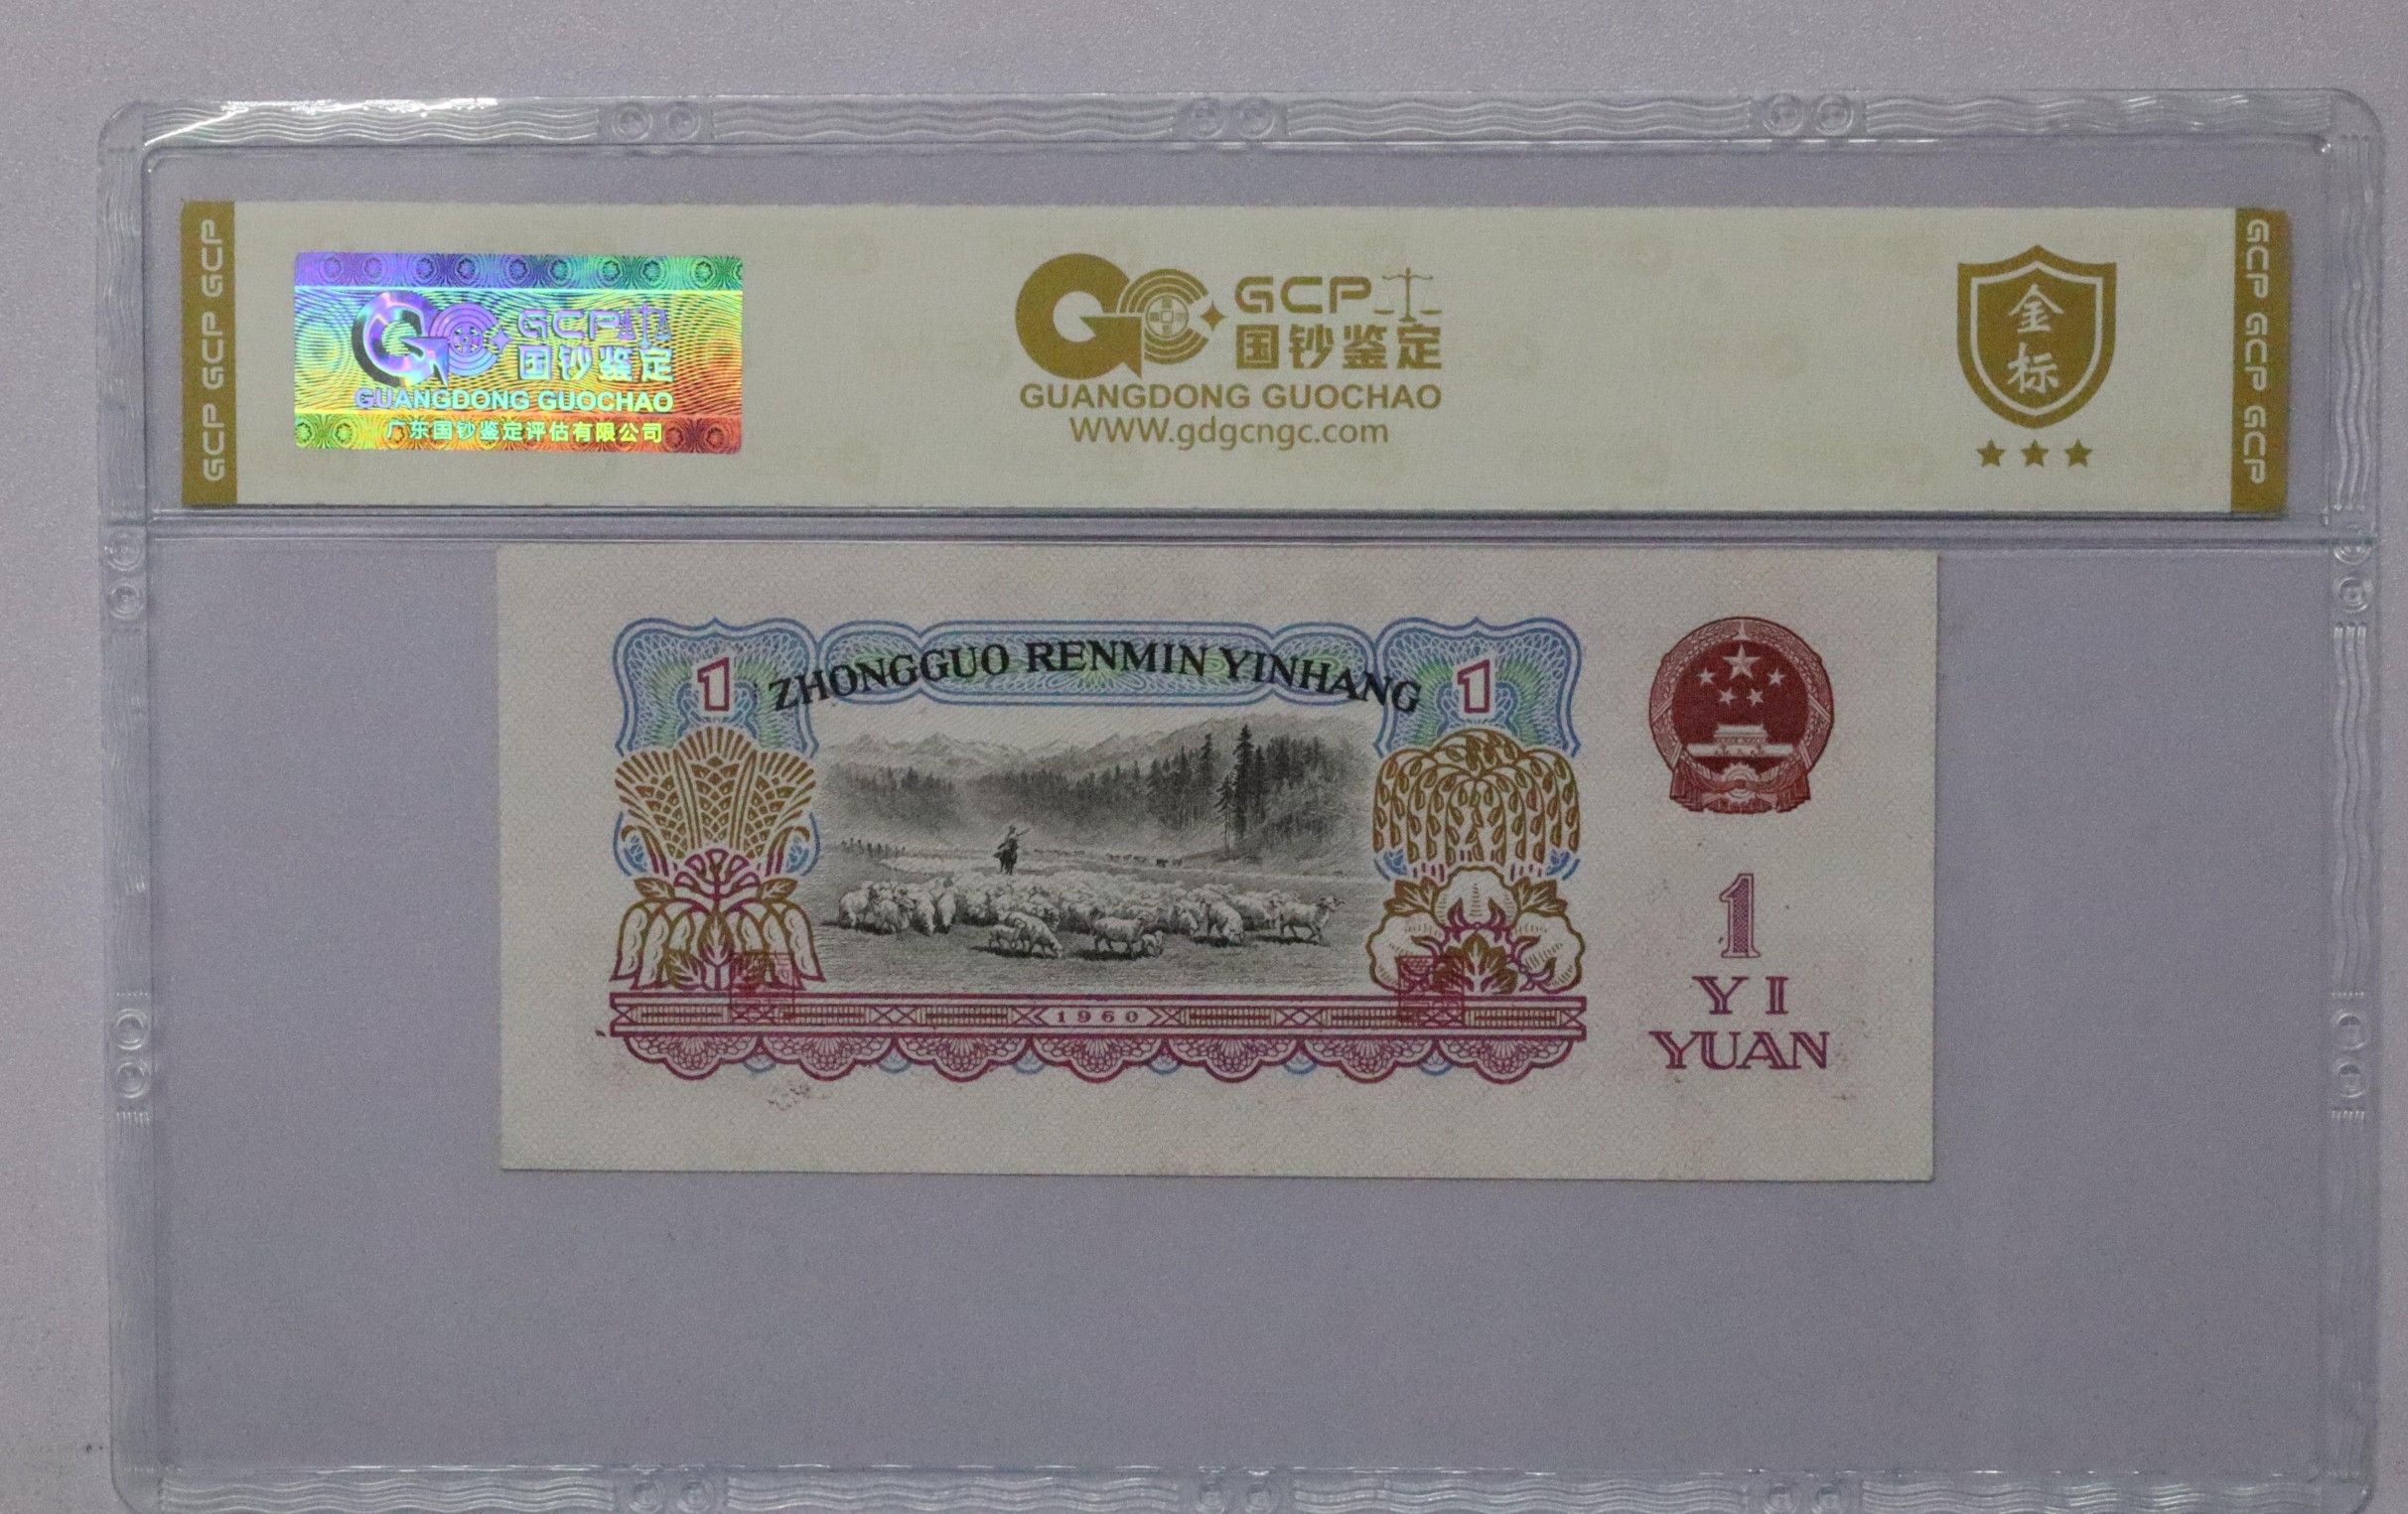 GCP GCP GCP
GCP
国钞鉴定
GUANGDONG GUOCHAO
广东国钞鉴定评估有限公司
GCP
国钞鉴定
GUANGDONG GUOCHAO
www.gdgcngc.com
金
标
GCP GCP GCP
1
ZHONGGUO RENMIN YINHANG
1
1
YI
YUAN
1960